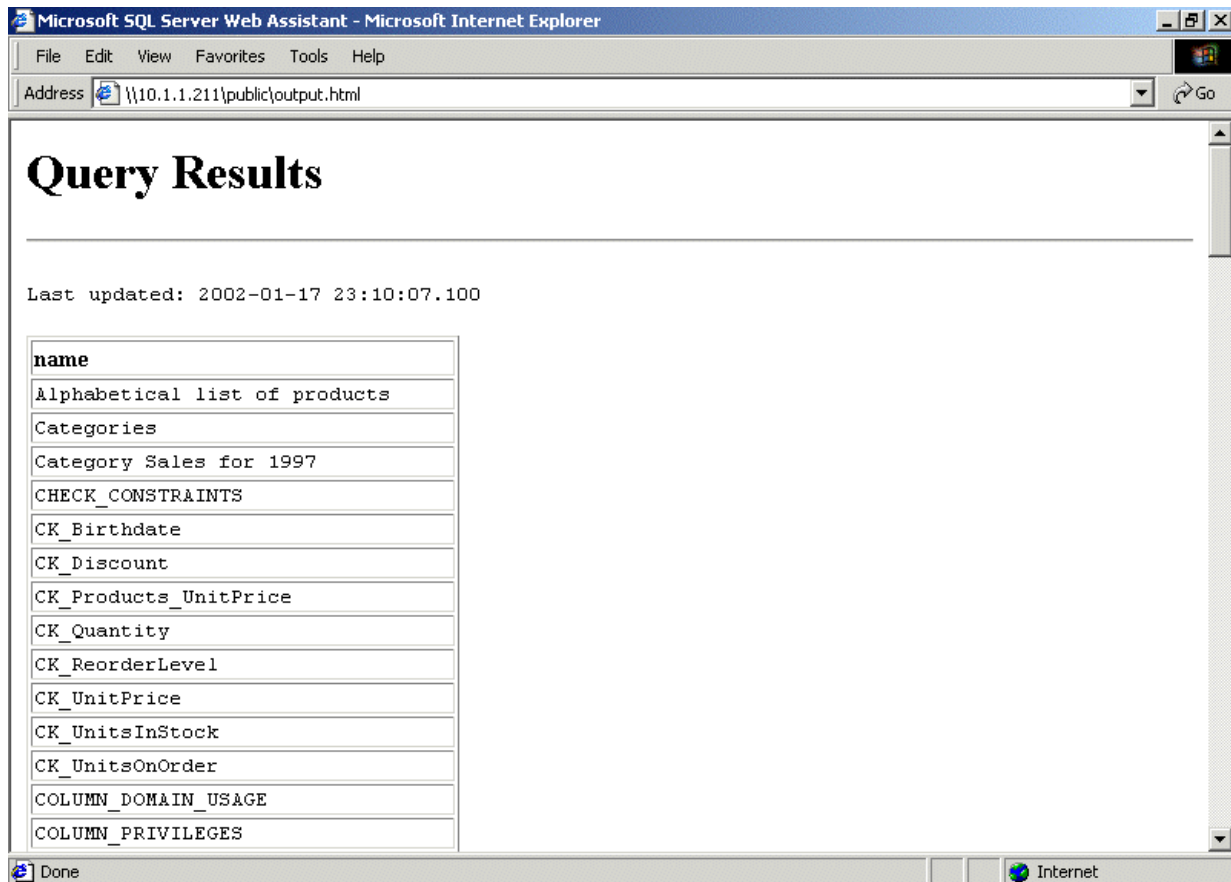 Microsoft SQL Server Web Assistant - Microsoft Internet Explorer
File Edit View Favorites Tools Help
Address \\10.1.1.211\public\output.html Go
Query Results
Last updated: 2002-01-17 23:10:07.100
name
Alphabetical list of products
Categories
Category Sales for 1997
CHECK_CONSTRAINTS
CK_Birthdate
CK_Discount
CK_Products_UnitPrice
CK_Quantity
CK_ReorderLevel
CK_UnitPrice
CK_UnitsInStock
CK_UnitsOnOrder
COLUMN_DOMAIN_USAGE
COLUMN_PRIVILEGES
Done Internet